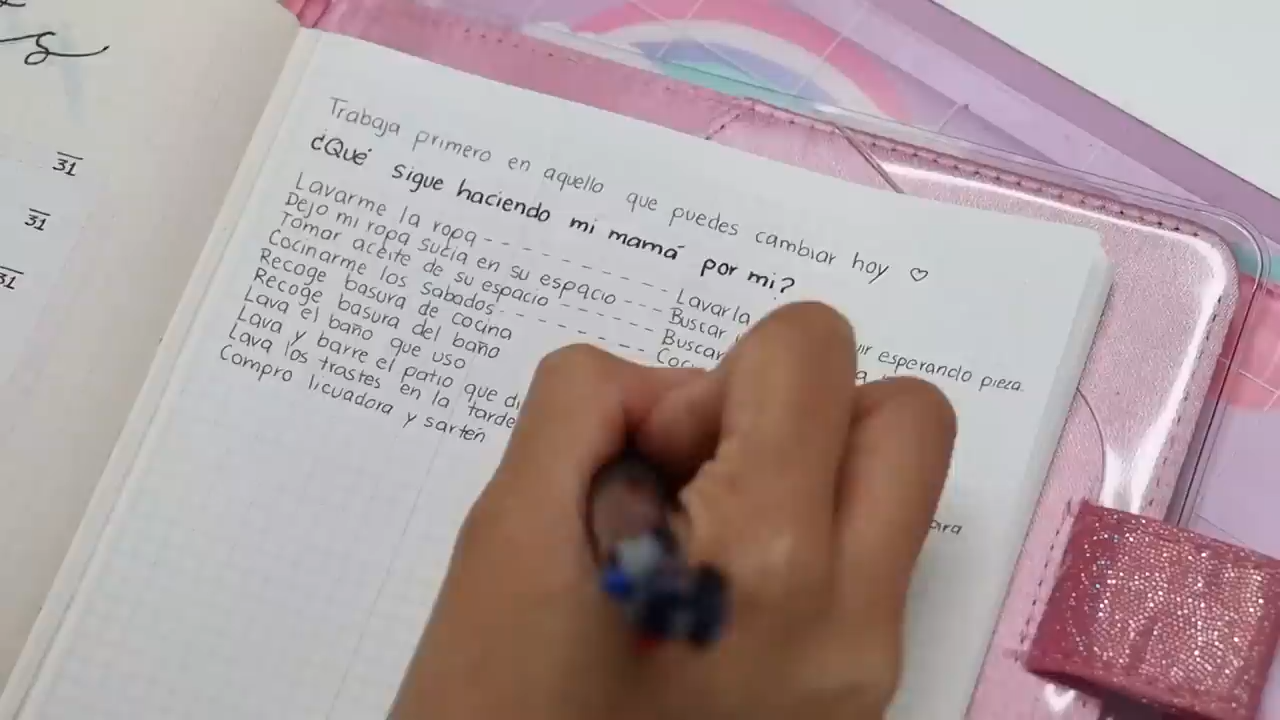 s
31
31
31
Trabaja primero en aquello que puedes cambiar hoy ♡
¿Qué sigue haciendo mi mamá por mi?
Lavarme la ropa - - - - - - - - - - Lavarla
Dejo mi ropa sucia en su espacio - - - Buscar esperando pieza.
Tomar aceite de su espacio - - - - - - - Buscar
Cocinarme los sabados - - - - - - - - -
Recoge basura de cocina
Recoge basura del baño
Lava el baño que uso
Lava y barre el patio que
Lava los trastes en la tarde
Compro licuadora y sartén